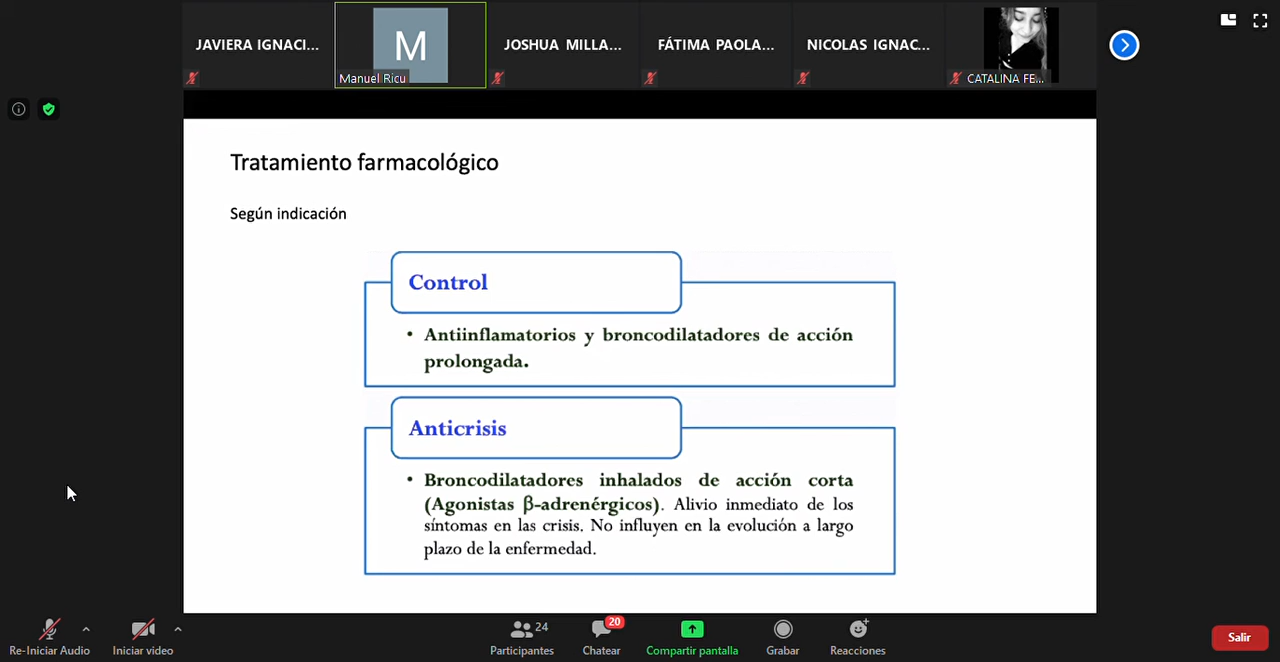 JAVIERA IGNACI...
M
Manuel Ricu
JOSHUA MILLA...
FÁTIMA PAOLA...
NICOLAS IGNAC...
CATALINA FE...
Tratamiento farmacológico
Según indicación
Control
• Antiinflamatorios y broncodilatadores de acción
prolongada.
Anticrisis
• Broncodilatadores inhalados de acción corta
(Agonistas β-adrenérgicos). Alivio inmediato de los
síntomas en las crisis. No influyen en la evolución a largo
plazo de la enfermedad.
Re-Iniciar Audio
Iniciar video
Participantes
24
Chatear
20
Compartir pantalla
Grabar
Reacciones
Salir